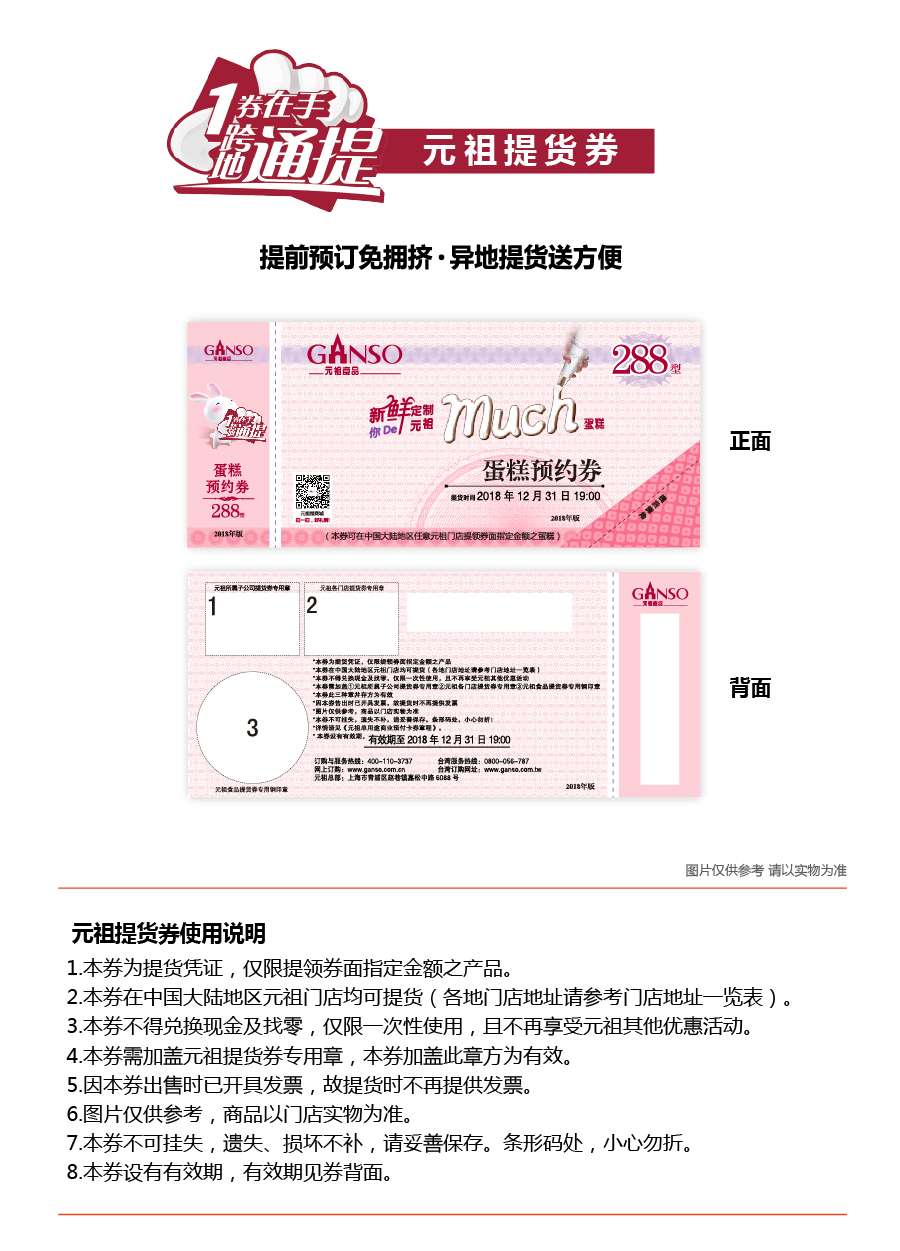 1券在手
跨地通提
元祖提货券
提前预订免拥挤·异地提货送方便
GANSO
元祖食品
1券在手
跨地通提
蛋糕
预约券
288型
2018年版
GANSO
元祖食品
288型
新鲜定制
你De元祖
much
蛋糕
蛋糕预约券
提货时间 2018 年 12 月 31 日 19:00
2018年版
(本券可在中国大陆地区任意元祖门店提领券面指定金额之蛋糕)
正面
元祖所属子公司提货券专用章
1
元祖各门店提货券专用章
2
GANSO
元祖食品
*本券为提货凭证,仅限提领券面指定金额之产品
*本券在中国大陆地区元祖门店均可提货(各地门店地址请参考门店地址一览表)
*本券不得兑换现金及找零,仅限一次性使用,且不再享受元祖其他优惠活动
*本券需加盖①元祖所属子公司提货券专用章②元祖各门店提货券专用章③元祖食品提货券专用钢印章
*本券此三种章并存方为有效
*因本券售出时已开具发票,故提货时不再提供发票
*图片仅供参考,商品以门店实物为准
*本券不可挂失,遗失不补,请妥善保存。条形码处,小心勿折!
*详情请见《元祖单用途商业预付卡券章程》。
*本券设有有效期,有效期至 2018 年 12 月 31 日 19:00
3
元祖食品提货券专用钢印章
订购与服务热线:400-110-3737 台湾服务热线:0800-056-787
网上订购:www.ganso.com.cn 台湾订购网址:www.ganso.com.tw
元祖总部:上海市青浦区赵巷镇嘉松中路 6088 号
2018年版
背面
图片仅供参考 请以实物为准
元祖提货券使用说明
1.本券为提货凭证,仅限提领券面指定金额之产品。
2.本券在中国大陆地区元祖门店均可提货(各地门店地址请参考门店地址一览表)。
3.本券不得兑换现金及找零,仅限一次性使用,且不再享受元祖其他优惠活动。
4.本券需加盖元祖提货券专用章,本券加盖此章方为有效。
5.因本券出售时已开具发票,故提货时不再提供发票。
6.图片仅供参考,商品以门店实物为准。
7.本券不可挂失,遗失、损坏不补,请妥善保存。条形码处,小心勿折。
8.本券设有有效期,有效期见券背面。